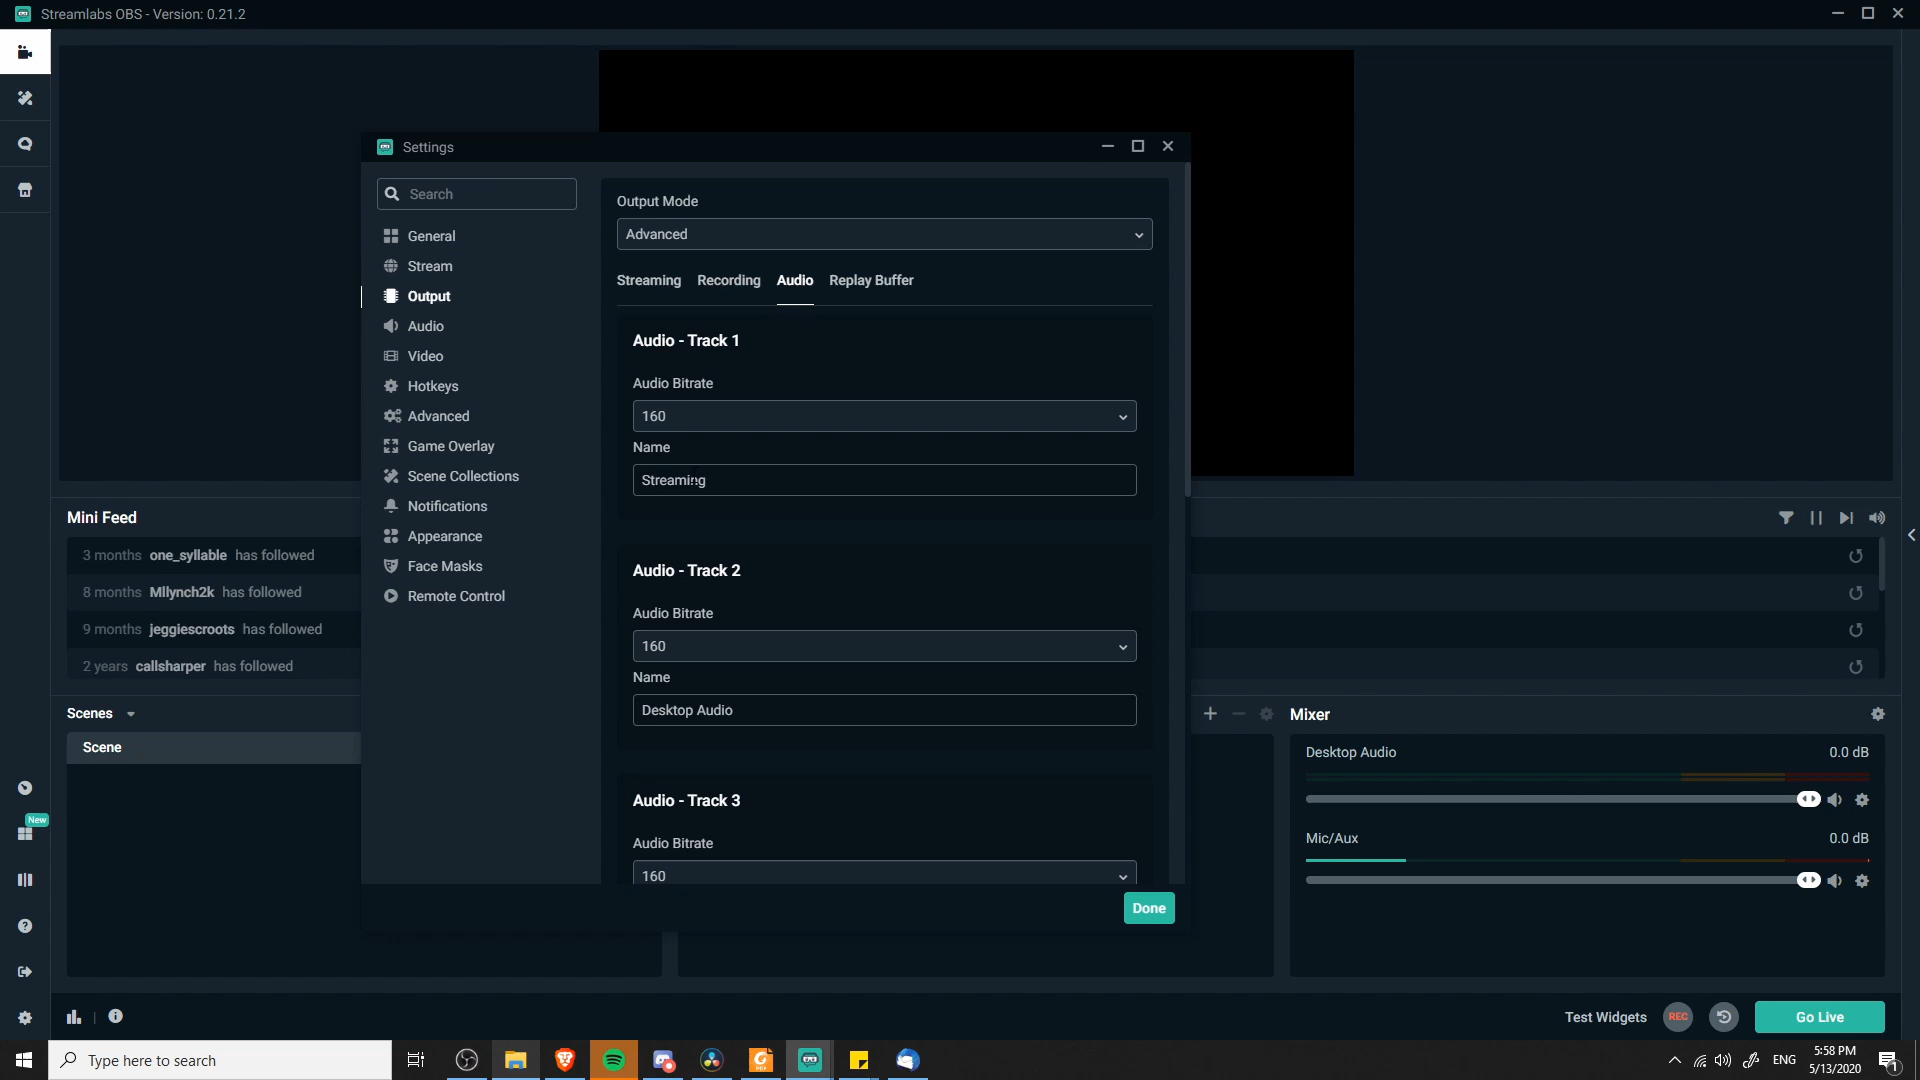 Streamlabs OBS - Version: 0.21.2
Settings
Search
General
Stream
Output
Audio
Video
Hotkeys
Advanced
Game Overlay
Scene Collections
Notifications
Appearance
Face Masks
Remote Control
Output Mode
Advanced
Streaming Recording Audio Replay Buffer
Audio - Track 1
Audio Bitrate
160
Name
Streaming
Audio - Track 2
Audio Bitrate
160
Name
Desktop Audio
Audio - Track 3
Audio Bitrate
160
Done
Mini Feed
3 months one_syllable has followed
8 months Mllynch2k has followed
9 months jeggiescroots has followed
2 years callsharper has followed
Scenes
Scene
Mixer
Desktop Audio 0.0 dB
Mic/Aux 0.0 dB
New
Test Widgets REC Go Live
Type here to search
ENG
5:58 PM
5/13/2020
1